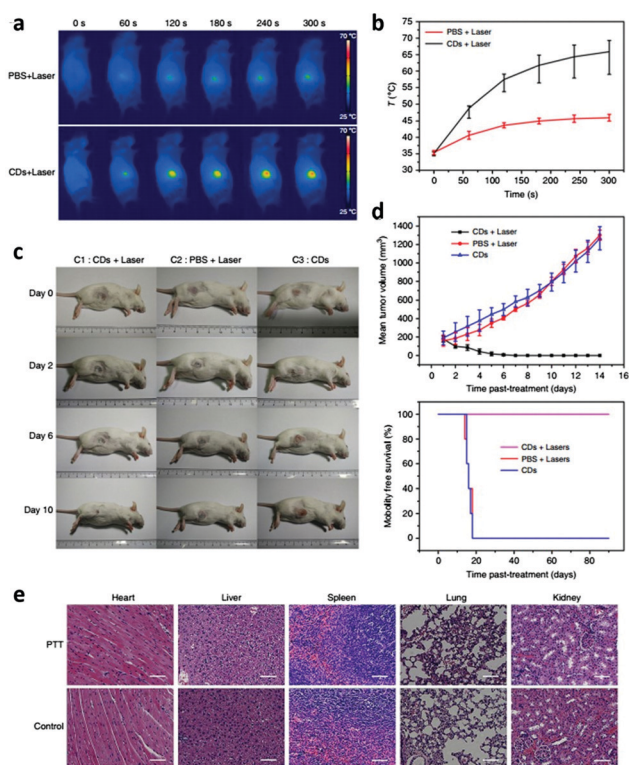 a
0 s 60 s 120 s 180 s 240 s 300 s
PBS+Laser
70 °C
25 °C
CDs+Laser
70 °C
25 °C
b
PBS + Laser
CDs + Laser
T (°C)
75
70
65
60
55
50
45
40
35
30
0 50 100 150 200 250 300
Time (s)
c
C1 : CDs + Laser C2 : PBS + Laser C3 : CDs
Day 0
Day 2
Day 6
Day 10
d
CDs + Laser
PBS + Laser
CDs
Mean tumor volume (mm³)
1400
1200
1000
800
600
400
200
0
0 2 4 6 8 10 12 14 16
Time past-treatment (days)
Mobolity free survival (%)
100
80
60
40
20
0
CDs + Lasers
PBS + Lasers
CDs
0 20 40 60 80
Time past-treatment (days)
e
Heart Liver Spleen Lung Kidney
PTT
Control